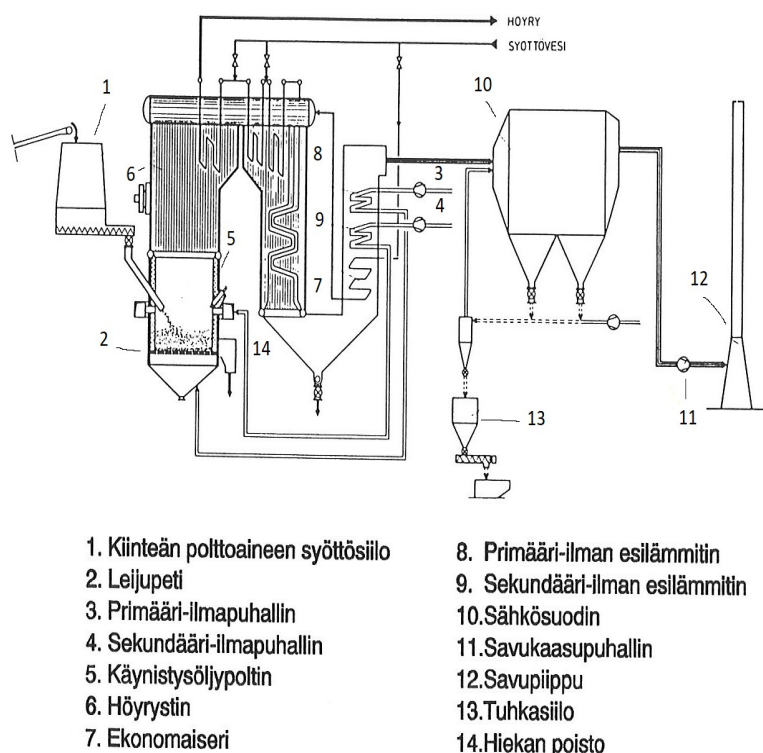 HÖYRY
SYÖTTÖVESI
1
10
8
3
6
4
9
5
7
12
2
14
13
11
1. Kiinteän polttoaineen syöttösiilo
2. Leijupeti
3. Primääri-ilmapuhallin
4. Sekundääri-ilmapuhallin
5. Käynistysöljypoltin
6. Höyrystin
7. Ekonomaiseri
8. Primääri-ilman esilämmitin
9. Sekundääri-ilman esilämmitin
10.Sähkösuodin
11.Savukaasupuhallin
12.Savupiippu
13.Tuhkasiilo
14.Hiekan poisto